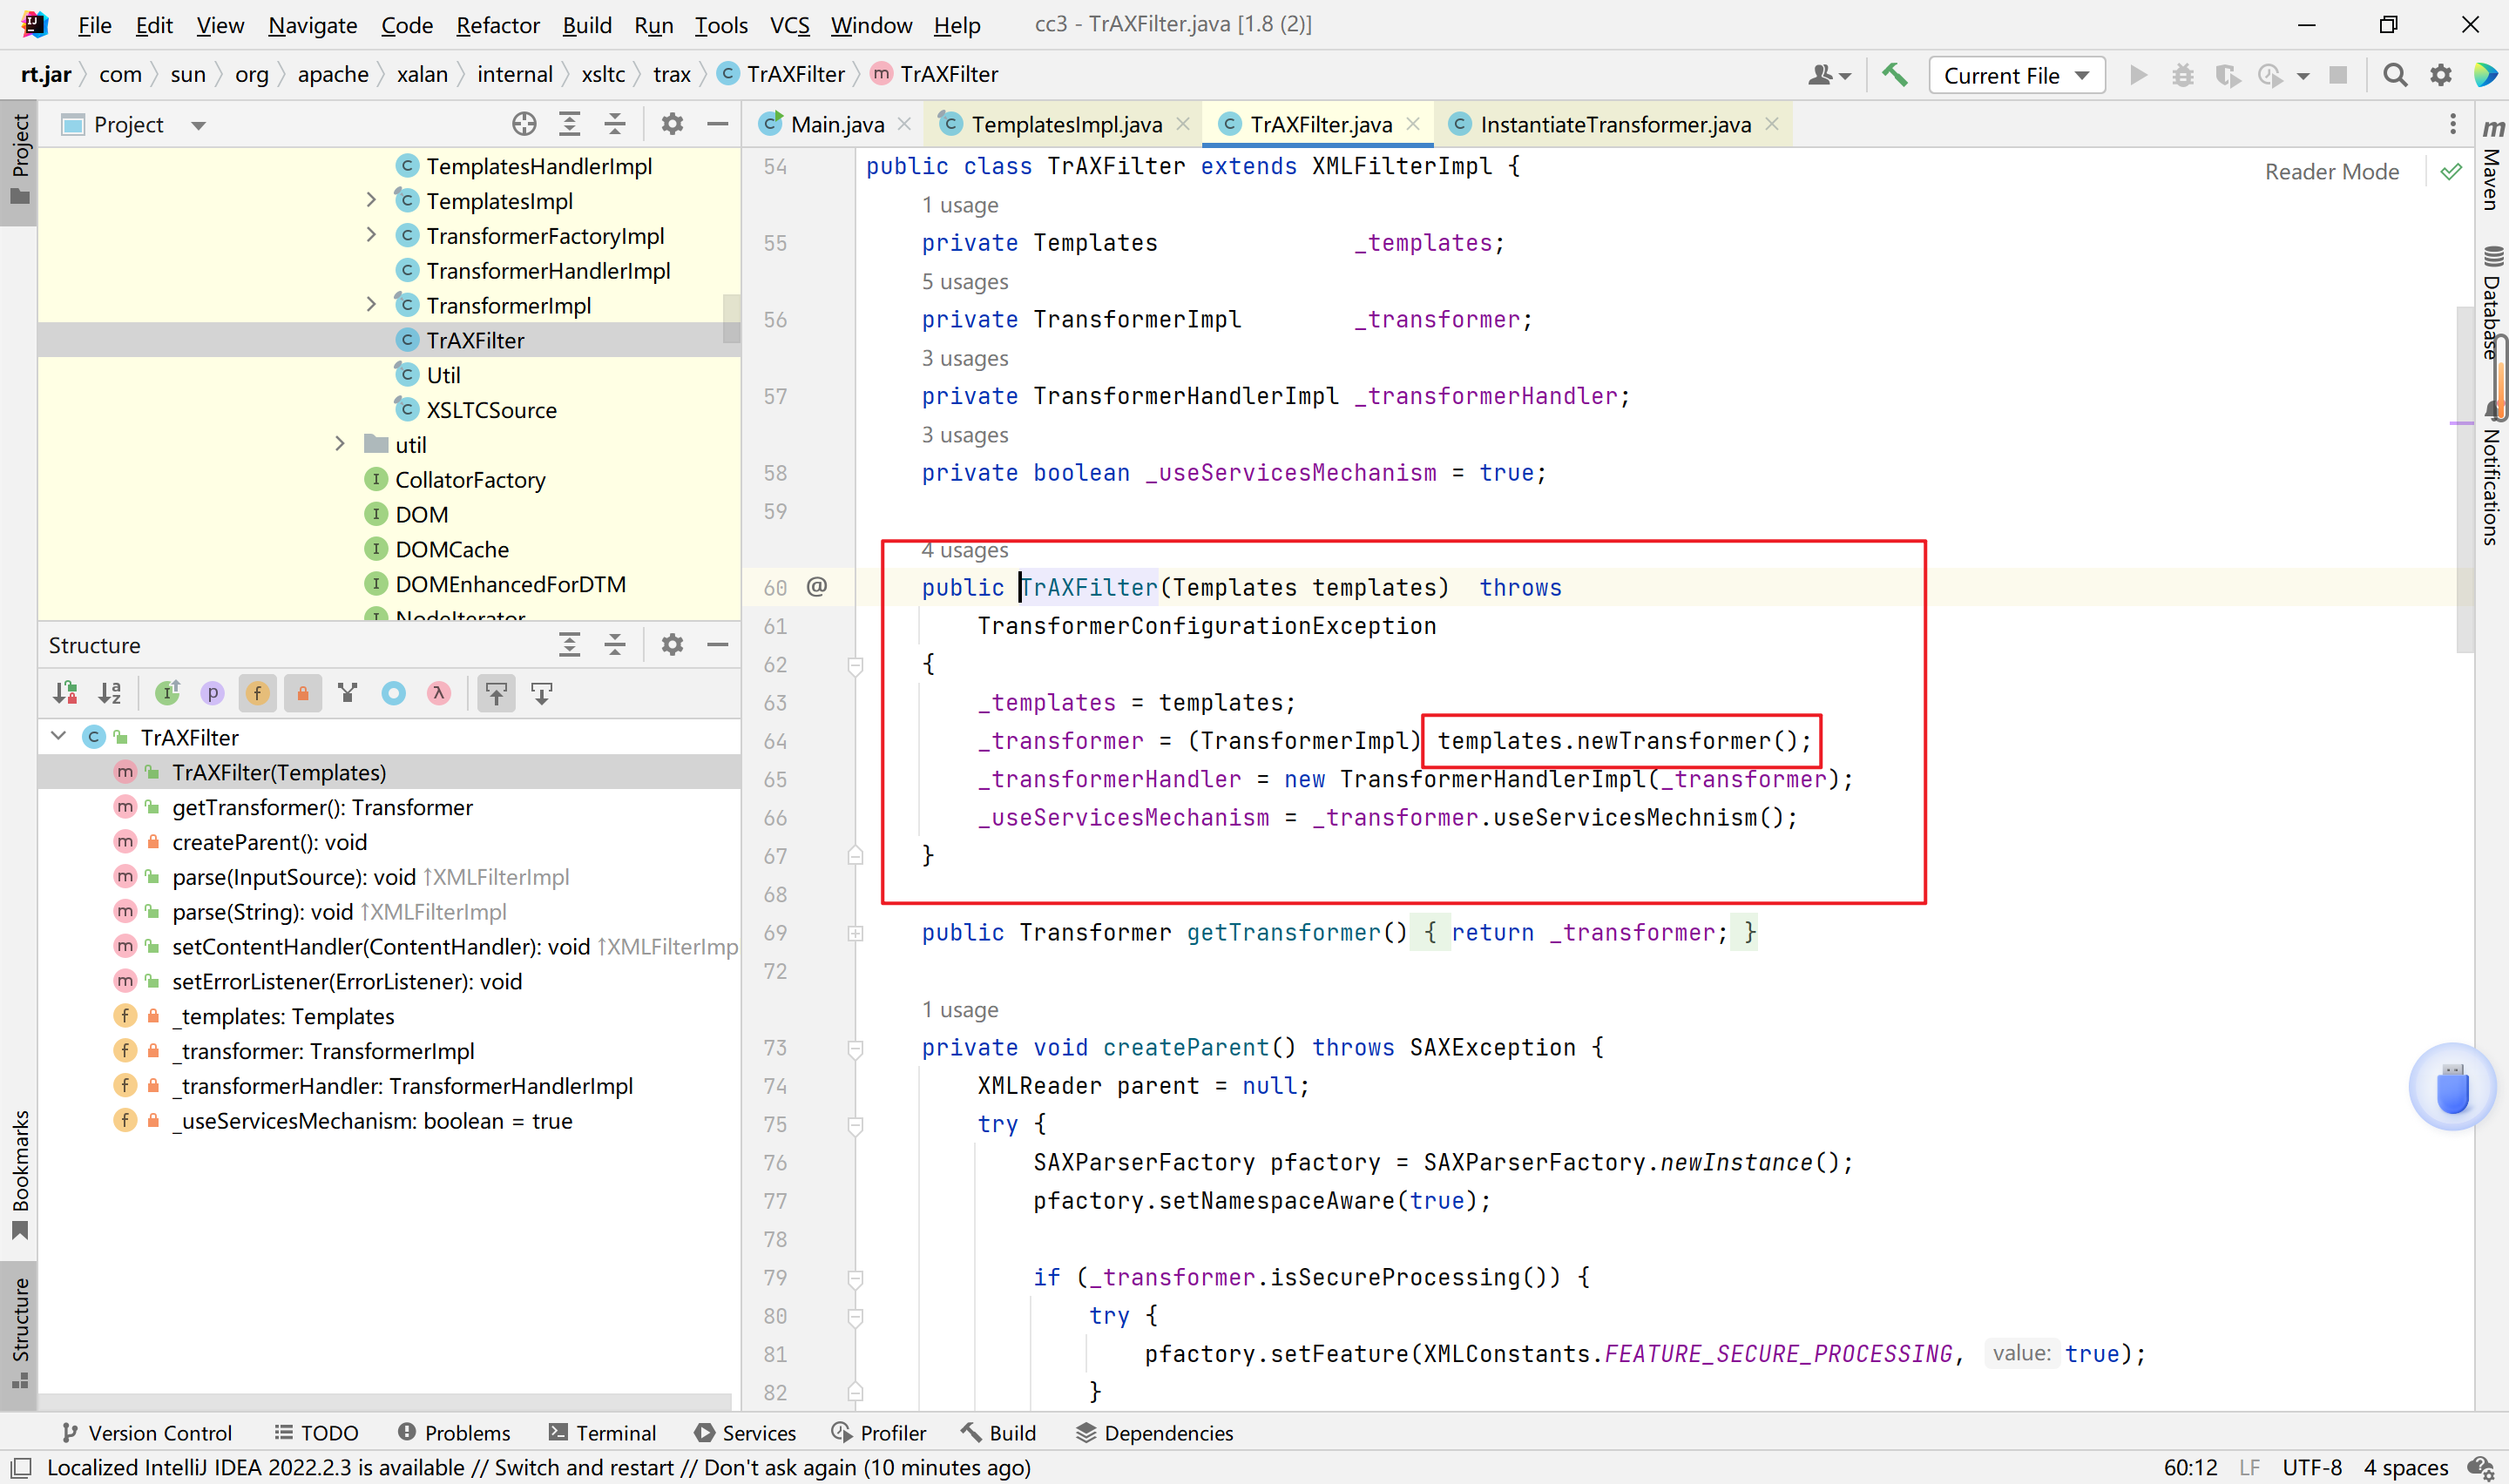 File Edit View Navigate Code Refactor Build Run Tools VCS Window Help cc3 - TrAXFilter.java [1.8 (2)]
rt.jar com sun org apache xalan internal xsltc trax TrAXFilter TrAXFilter Current File
Project
Main.java TemplatesImpl.java TrAXFilter.java InstantiateTransformer.java
Project
TemplatesHandlerImpl
TemplatesImpl
TransformerFactoryImpl
TransformerHandlerImpl
TransformerImpl
TrAXFilter
Util
XSLTCSource
util
CollatorFactory
DOM
DOMCache
DOMEnhancedForDTM
NodeIterator
Structure
TrAXFilter
TrAXFilter(Templates)
getTransformer(): Transformer
createParent(): void
parse(InputSource): void ↑XMLFilterImpl
parse(String): void ↑XMLFilterImpl
setContentHandler(ContentHandler): void ↑XMLFilterImp
setErrorListener(ErrorListener): void
_templates: Templates
_transformer: TransformerImpl
_transformerHandler: TransformerHandlerImpl
_useServicesMechanism: boolean = true
Bookmarks
Structure
Reader Mode
54 public class TrAXFilter extends XMLFilterImpl {
1 usage
55 private Templates _templates;
5 usages
56 private TransformerImpl _transformer;
3 usages
57 private TransformerHandlerImpl _transformerHandler;
3 usages
58 private boolean _useServicesMechanism = true;
59
4 usages
60 @ public TrAXFilter(Templates templates) throws
61 TransformerConfigurationException
62 {
63 _templates = templates;
64 _transformer = (TransformerImpl) templates.newTransformer();
65 _transformerHandler = new TransformerHandlerImpl(_transformer);
66 _useServicesMechanism = _transformer.useServicesMechnism();
67 }
68
69 public Transformer getTransformer() { return _transformer; }
72
1 usage
73 private void createParent() throws SAXException {
74 XMLReader parent = null;
75 try {
76 SAXParserFactory pfactory = SAXParserFactory.newInstance();
77 pfactory.setNamespaceAware(true);
78
79 if (_transformer.isSecureProcessing()) {
80 try {
81 pfactory.setFeature(XMLConstants.FEATURE_SECURE_PROCESSING, value: true);
82 }
Maven
Database
Notifications
Version Control TODO Problems Terminal Services Profiler Build Dependencies
Localized IntelliJ IDEA 2022.2.3 is available // Switch and restart // Don't ask again (10 minutes ago) 60:12 LF UTF-8 4 spaces